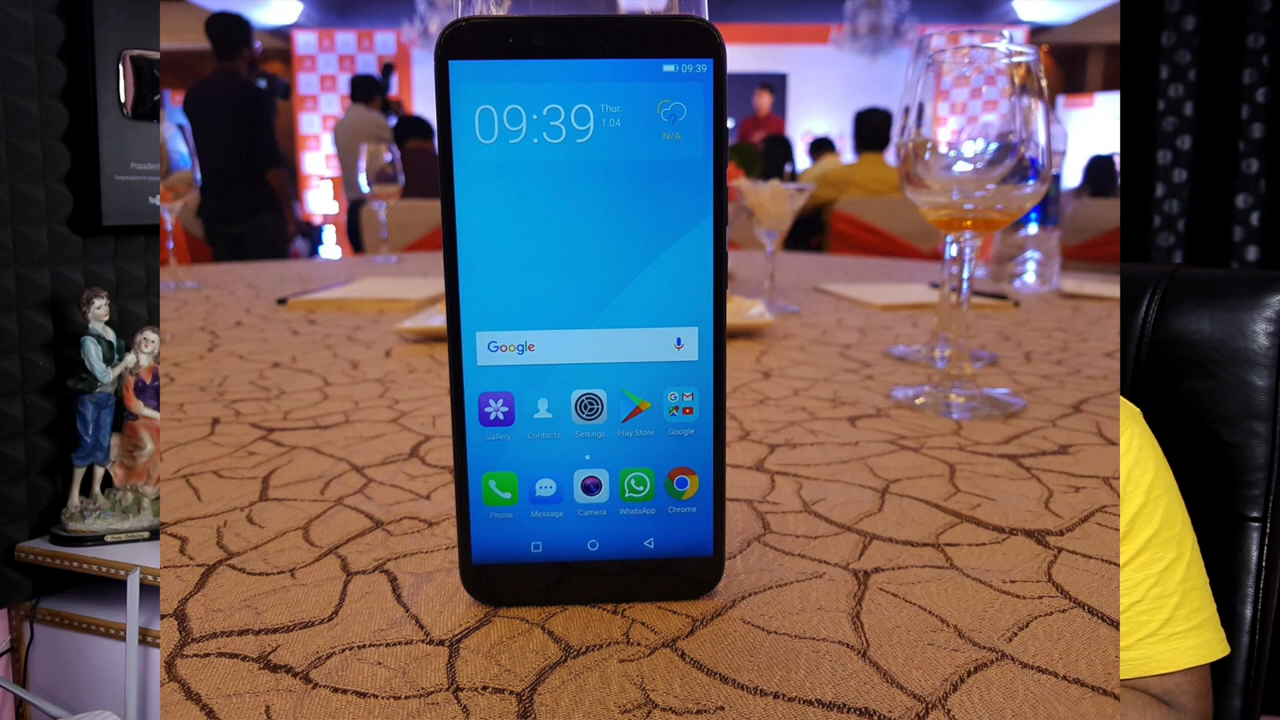 09:39
09:39
Thur.
1.04
N/A
Google
Gallery
Contacts
Settings
Play Store
Google
Phone
Message
Camera
WhatsApp
Chrome